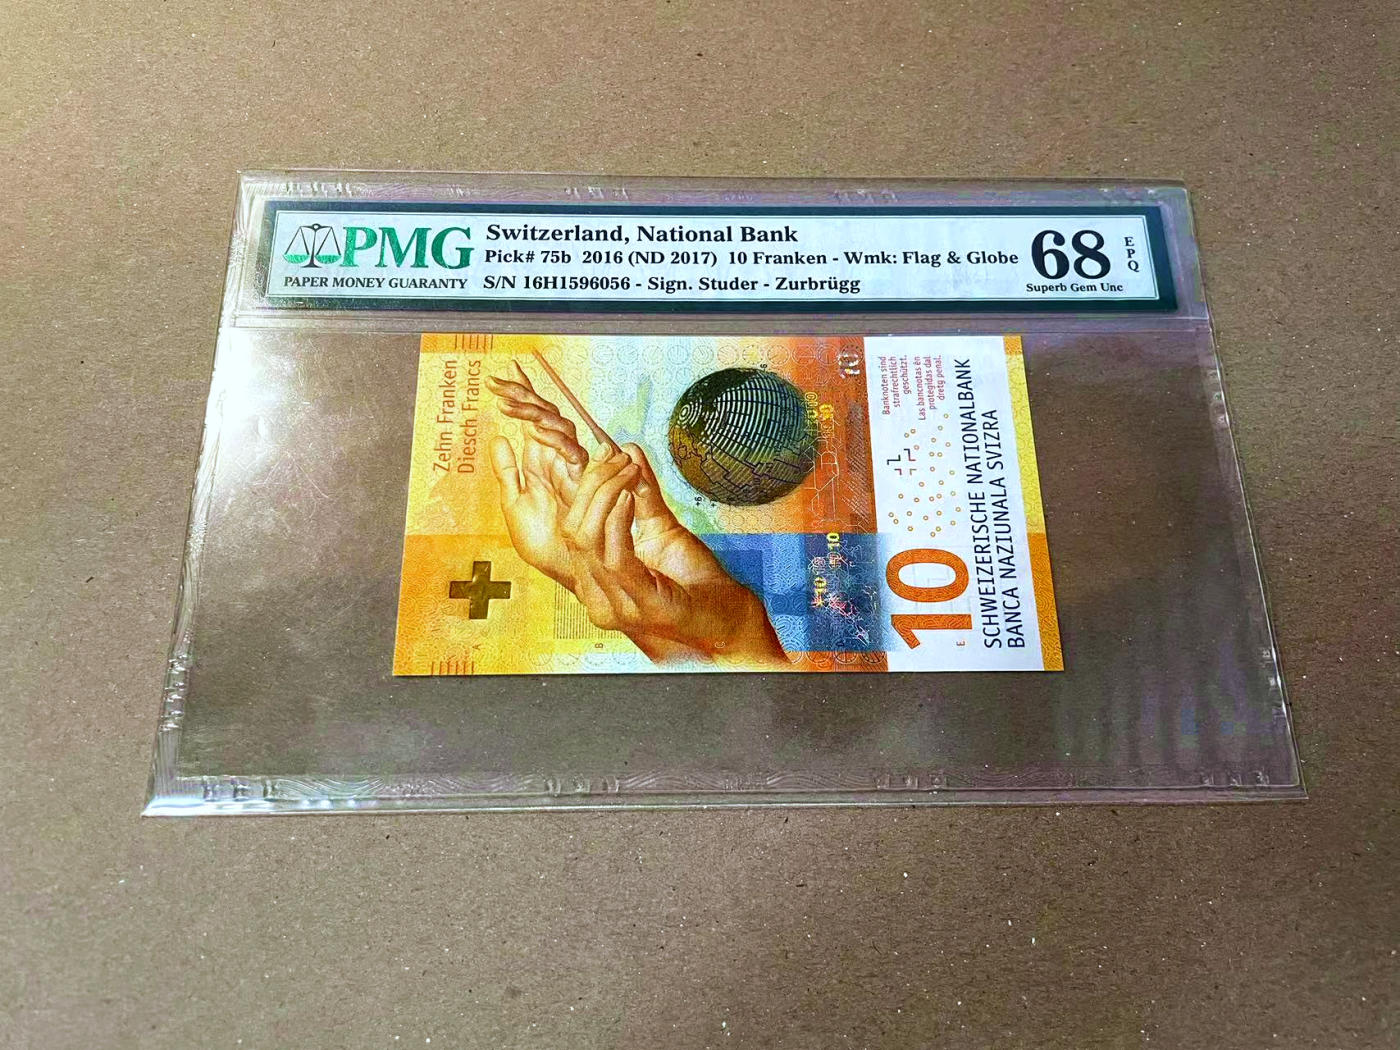 PMG
PAPER MONEY GUARANTY
Switzerland, National Bank
Pick# 75b 2016 (ND 2017) 10 Franken - Wmk: Flag & Globe
S/N 16H1596056 - Sign. Studer - Zurbrügg
68
EPQ
Superb Gem Unc
Zehn Franken
Diesch Francs
10
Banknoten sind
strafrechtlich
geschützt.
Las bancnotas èn
protegidas dal
dretg penal.
10
SCHWEIZERISCHE NATIONALBANK
BANCA NAZIUNALA SVIZRA
A
B
C
E